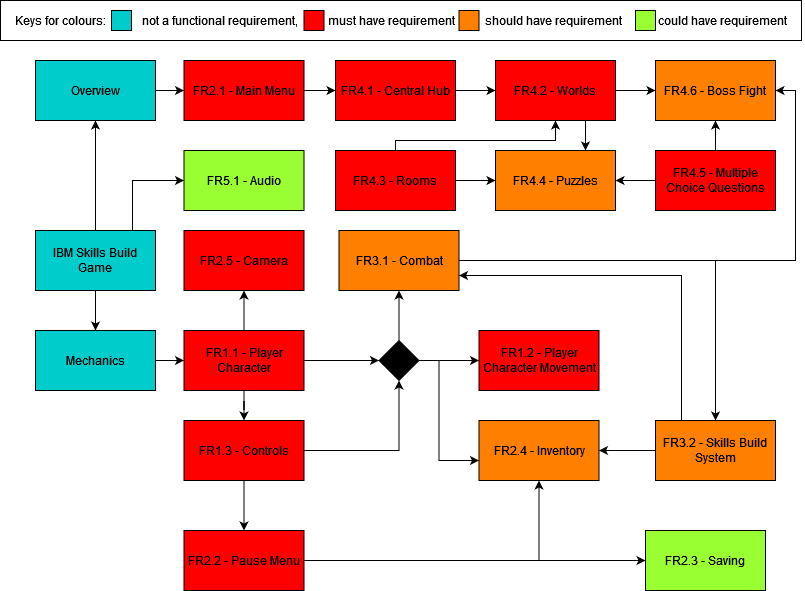 Keys for colours: not a functional requirement, must have requirement should have requirement could have requirement
Overview
FR2.1 - Main Menu
FR4.1 - Central Hub
FR4.2 - Worlds
FR4.6 - Boss Fight
FR5.1 - Audio
FR4.3 - Rooms
FR4.4 - Puzzles
FR4.5 - Multiple
Choice Questions
IBM Skills Build
Game
FR2.5 - Camera
FR3.1 - Combat
Mechanics
FR1.1 - Player
Character
FR1.2 - Player
Character Movement
FR1.3 - Controls
FR2.4 - Inventory
FR3.2 - Skills Build
System
FR2.2 - Pause Menu
FR2.3 - Saving